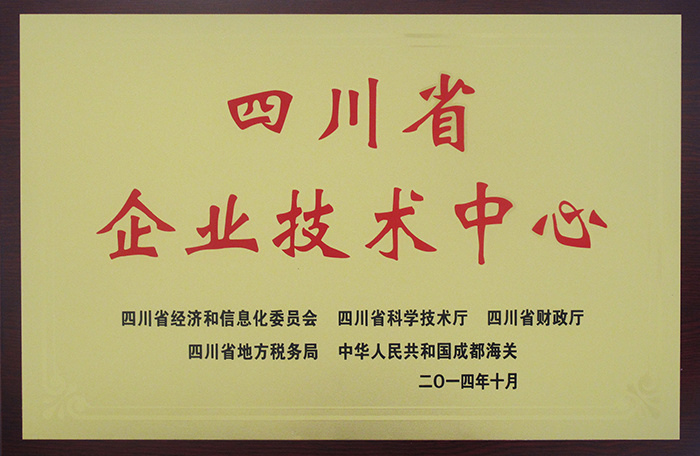 四川省
企业技术中心
四川省经济和信息化委员会 四川省科学技术厅 四川省财政厅
四川省地方税务局 中华人民共和国成都海关
二〇一四年十月